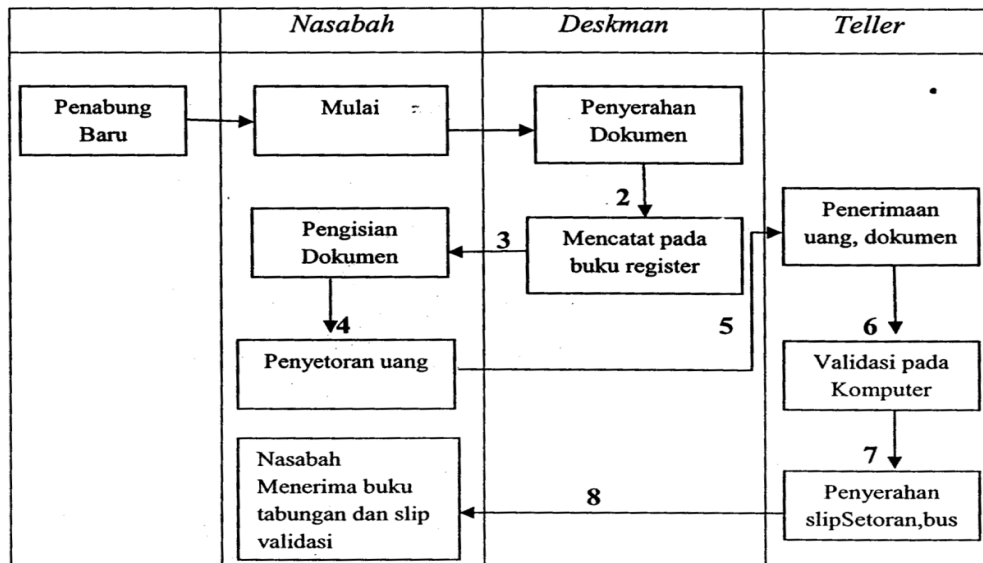 Nasabah
Deskman
Teller
Penabung
Baru
Mulai
Penyerahan
Dokumen
2
Pengisian
Dokumen
3
Mencatat pada
buku register
Penerimaan
uang, dokumen
4
5
6
Penyetoran uang
Validasi pada
Komputer
7
Nasabah
Menerima buku
tabungan dan slip
validasi
8
Penyerahan
slipSetoran,bus